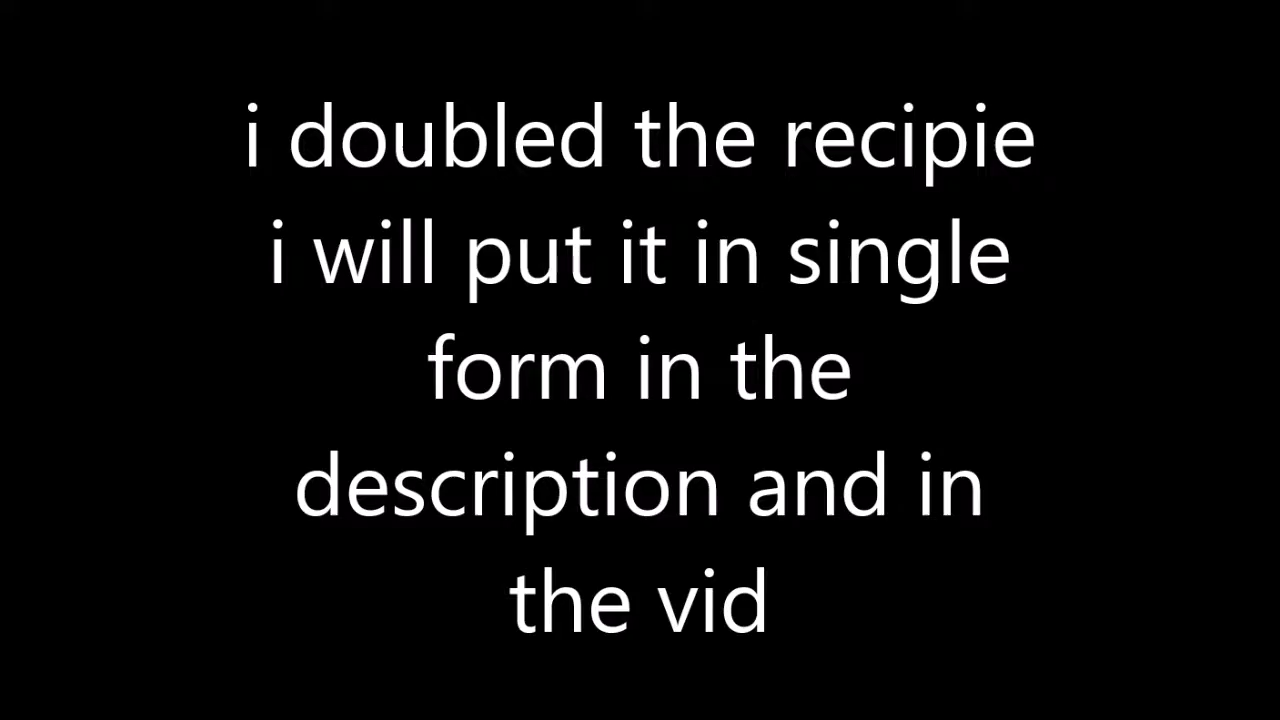 i doubled the recipie
i will put it in single
form in the
description and in
the vid